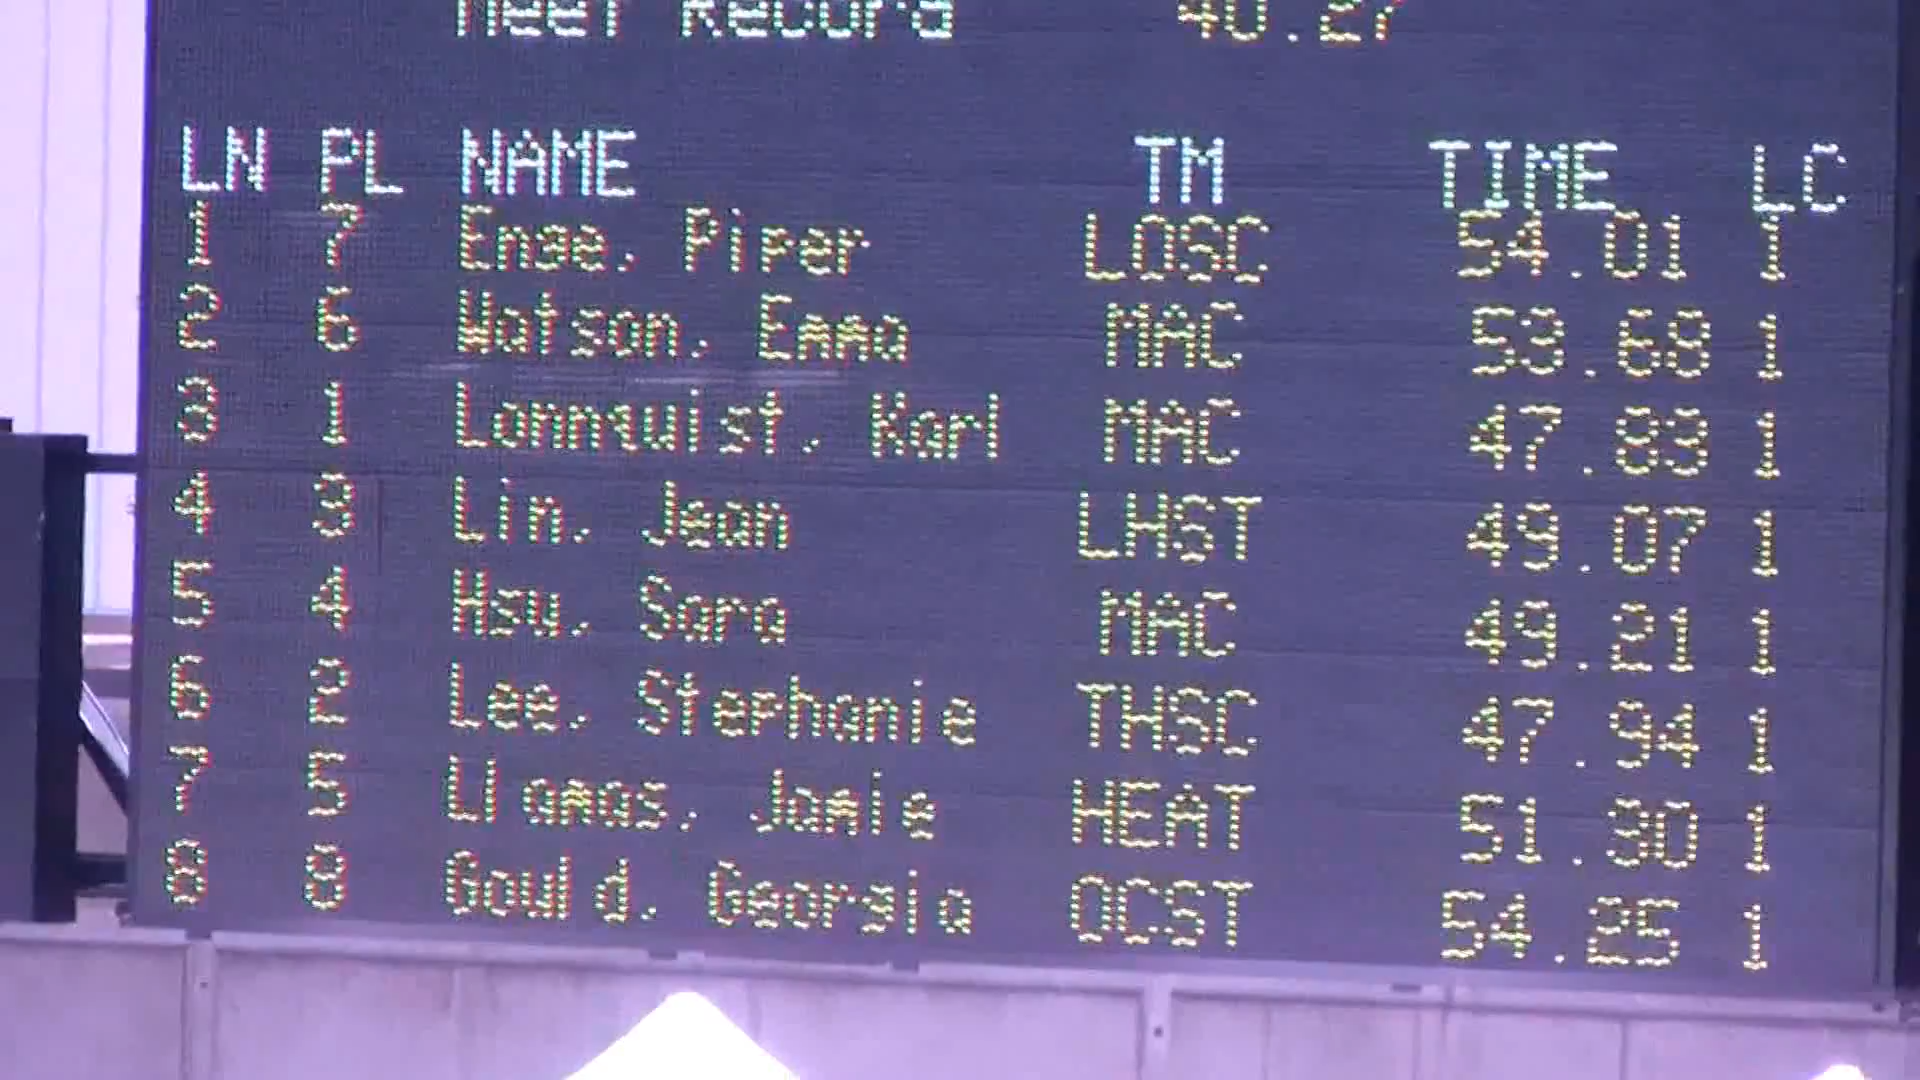 Meet Record 40.27
LN PL NAME TM TIME LC
1 7 Enge, Piper LOSC 54.01 1
2 6 Watson, Emma MAC 53.68 1
3 1 Lonnquist, Karl MAC 47.83 1
4 3 Lin, Jean LHST 49.07 1
5 4 Hsu, Sara MAC 49.21 1
6 2 Lee, Stephanie THSC 47.94 1
7 5 Llamas, Jamie HEAT 51.30 1
8 8 Gould, Georgia OCST 54.25 1